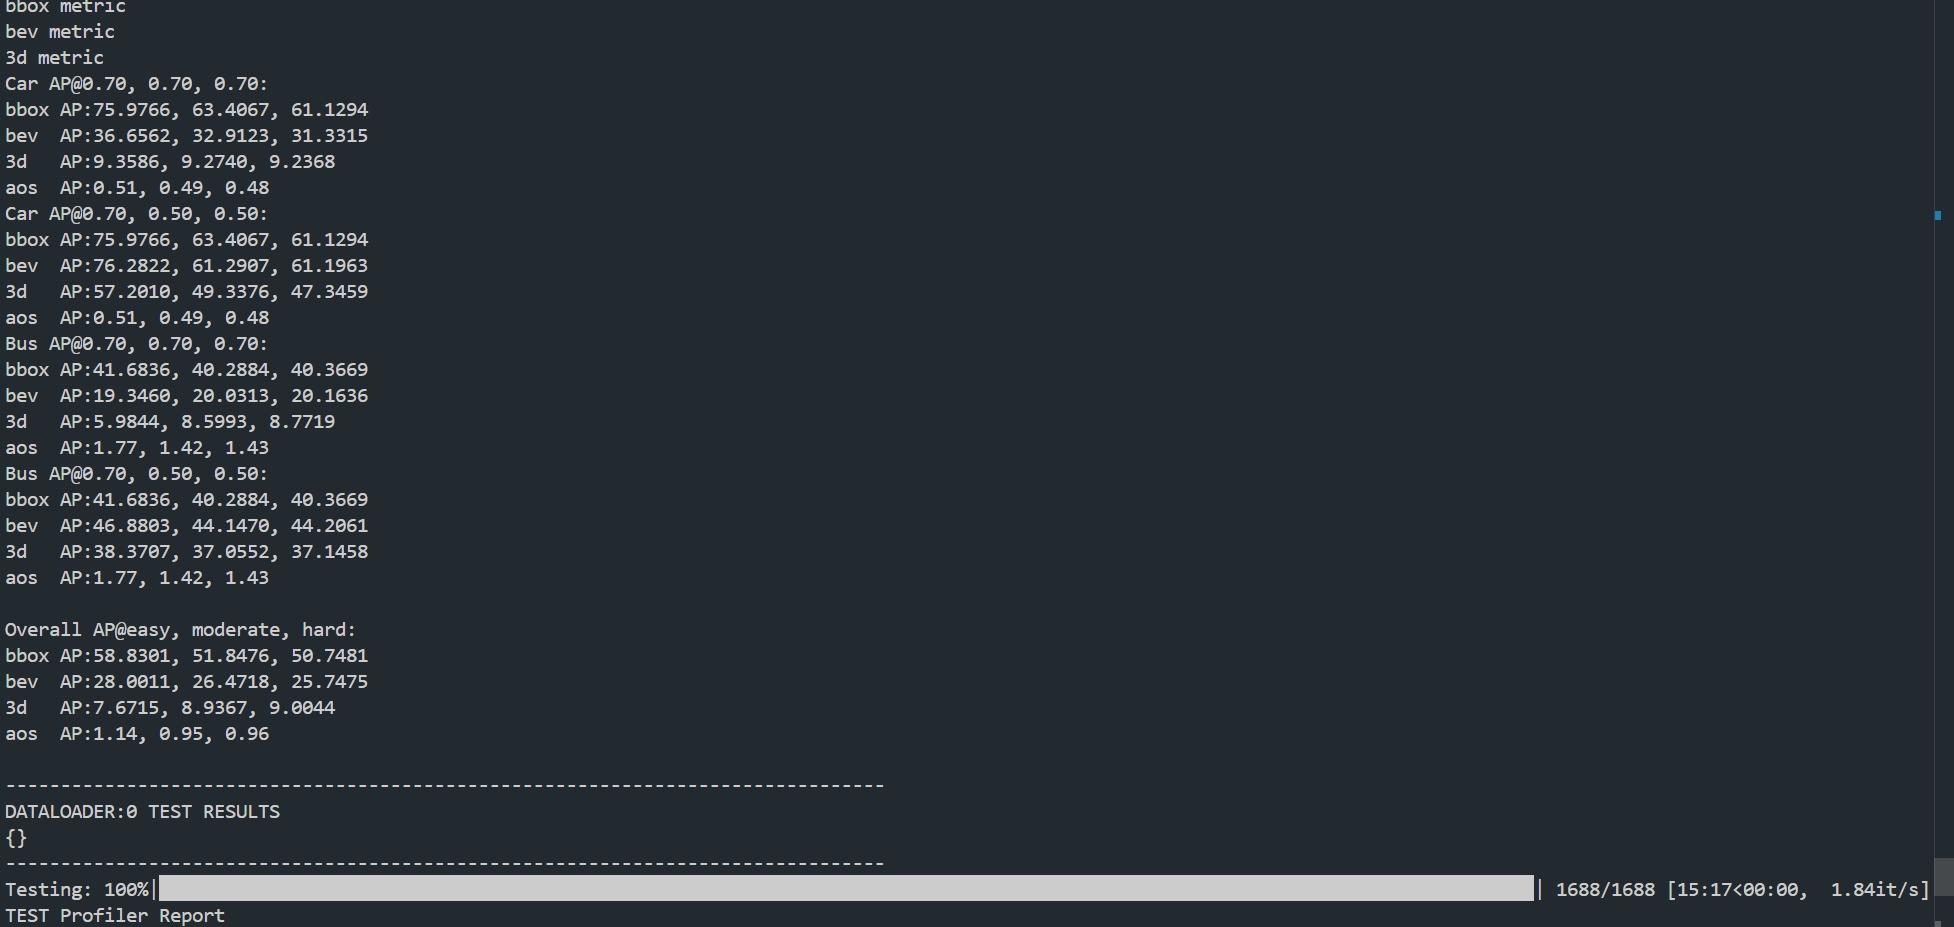 bbox metric
bev metric
3d metric
Car AP@0.70, 0.70, 0.70:
bbox AP:75.9766, 63.4067, 61.1294
bev  AP:36.6562, 32.9123, 31.3315
3d   AP:9.3586, 9.2740, 9.2368
aos  AP:0.51, 0.49, 0.48
Car AP@0.70, 0.50, 0.50:
bbox AP:75.9766, 63.4067, 61.1294
bev  AP:76.2822, 61.2907, 61.1963
3d   AP:57.2010, 49.3376, 47.3459
aos  AP:0.51, 0.49, 0.48
Bus AP@0.70, 0.70, 0.70:
bbox AP:41.6836, 40.2884, 40.3669
bev  AP:19.3460, 20.0313, 20.1636
3d   AP:5.9844, 8.5993, 8.7719
aos  AP:1.77, 1.42, 1.43
Bus AP@0.70, 0.50, 0.50:
bbox AP:41.6836, 40.2884, 40.3669
bev  AP:46.8803, 44.1470, 44.2061
3d   AP:38.3707, 37.0552, 37.1458
aos  AP:1.77, 1.42, 1.43
Overall AP@easy, moderate, hard:
bbox AP:58.8301, 51.8476, 50.7481
bev  AP:28.0011, 26.4718, 25.7475
3d   AP:7.6715, 8.9367, 9.0044
aos  AP:1.14, 0.95, 0.96
--------------------------------------------------------------------------------
DATALOADER:0 TEST RESULTS
{}
--------------------------------------------------------------------------------
Testing: 100%| | 1688/1688 [15:17<00:00,  1.84it/s]
TEST Profiler Report